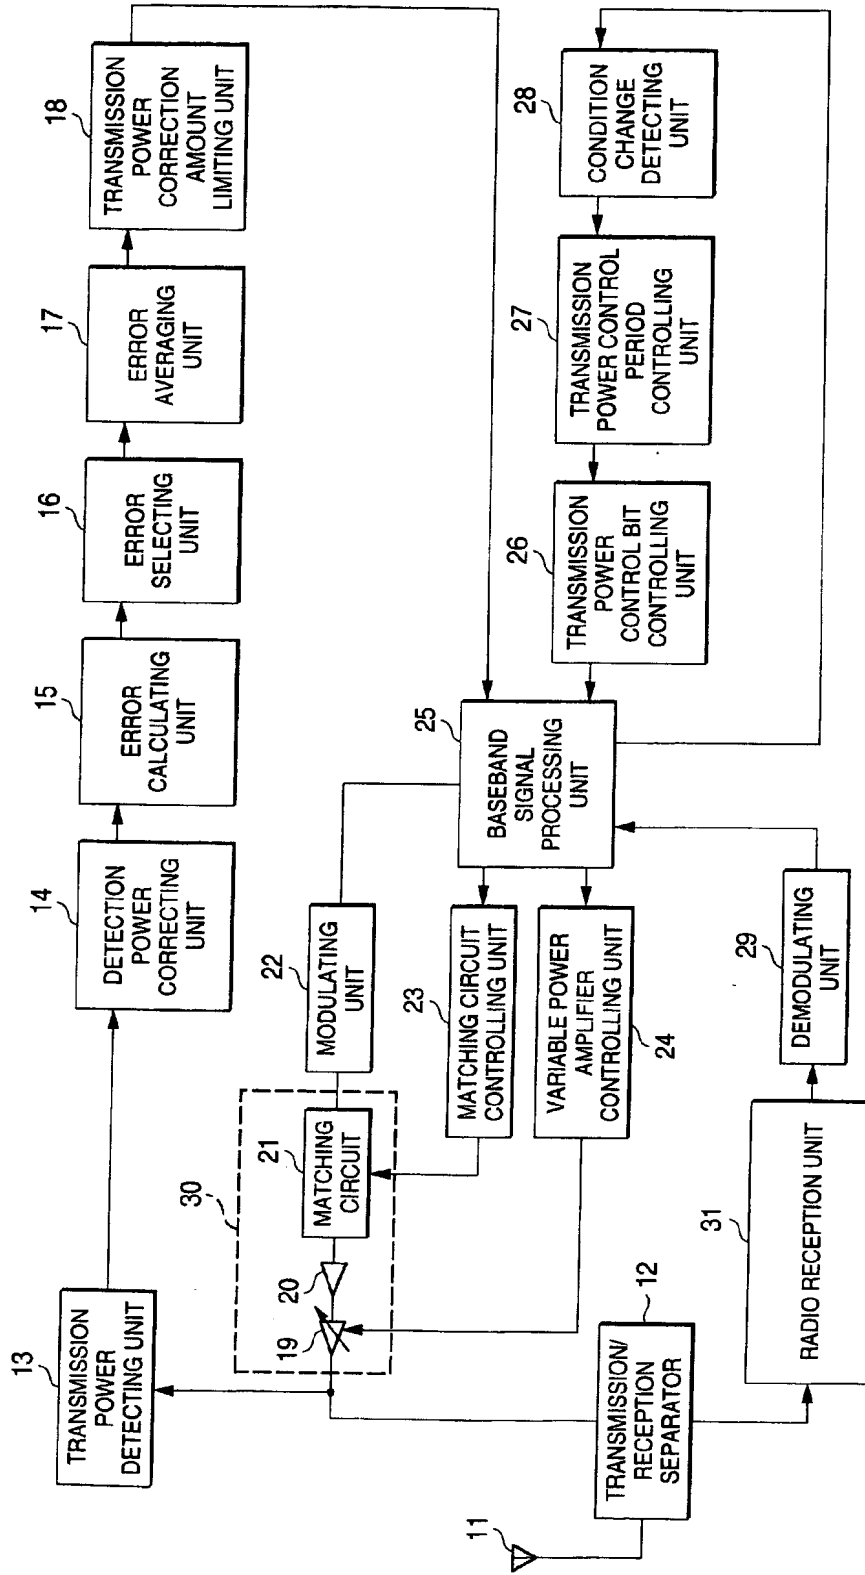 13
TRANSMISSION
POWER
DETECTING UNIT
14
DETECTION
POWER
CORRECTING
UNIT
15
ERROR
CALCULATING
UNIT
16
ERROR
SELECTING
UNIT
17
ERROR
AVERAGING
UNIT
18
TRANSMISSION
POWER
CORRECTION
AMOUNT
LIMITING UNIT
30
19
20
21
MATCHING
CIRCUIT
22
MODULATING
UNIT
23
MATCHING CIRCUIT
CONTROLLING UNIT
24
VARIABLE POWER
AMPLIFIER
CONTROLLING UNIT
25
BASEBAND
SIGNAL
PROCESSING
UNIT
26
TRANSMISSION
POWER
CONTROL BIT
CONTROLLING
UNIT
27
TRANSMISSION
POWER CONTROL
PERIOD
CONTROLLING
UNIT
28
CONDITION
CHANGE
DETECTING
UNIT
11
12
TRANSMISSION/
RECEPTION
SEPARATOR
31
RADIO RECEPTION UNIT
29
DEMODULATING
UNIT